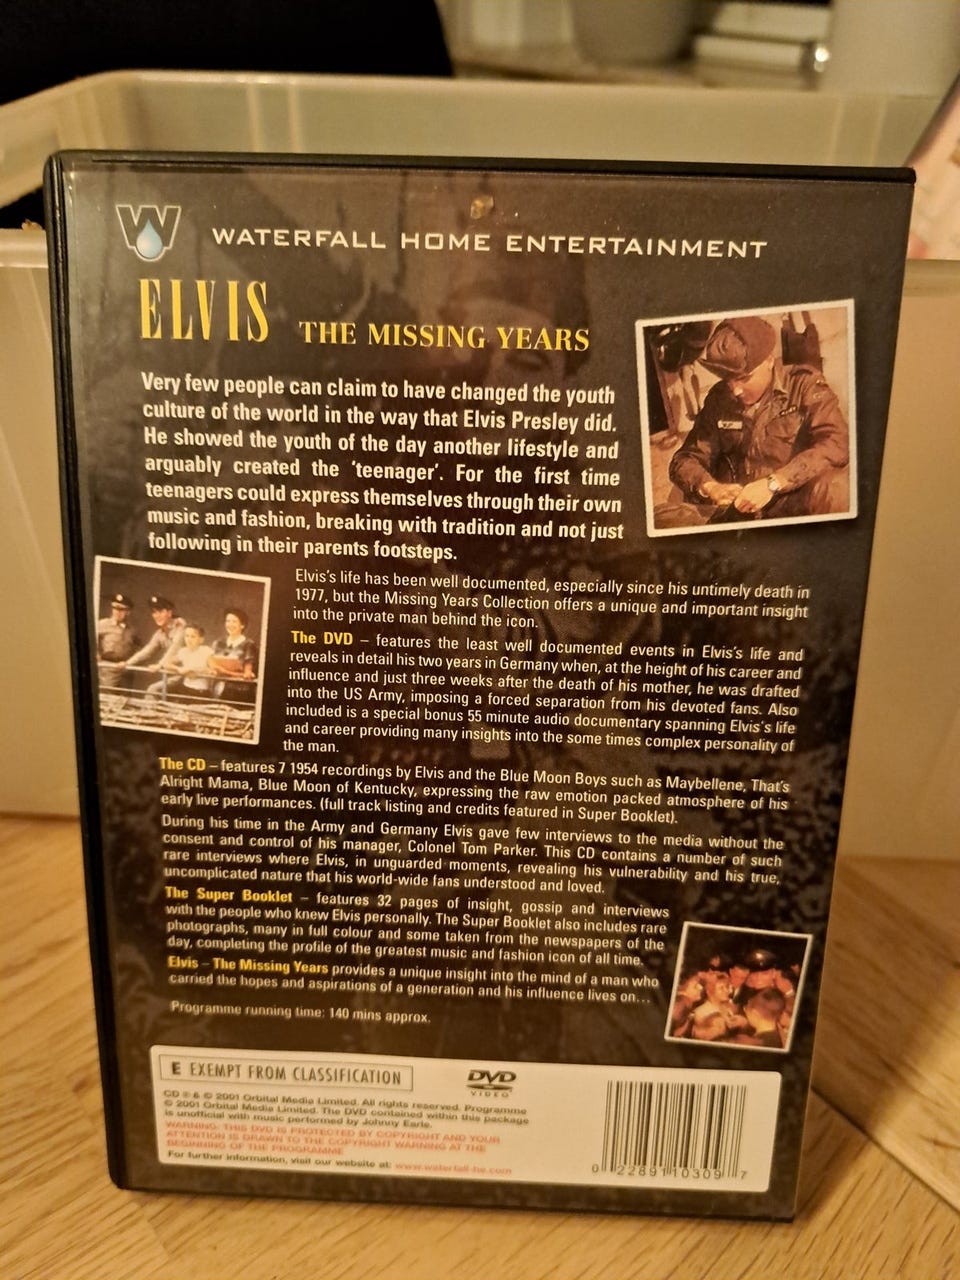 W
WATERFALL HOME ENTERTAINMENT
ELVIS THE MISSING YEARS
Very few people can claim to have changed the youth
culture of the world in the way that Elvis Presley did.
He showed the youth of the day another lifestyle and
arguably created the 'teenager'. For the first time
teenagers could express themselves through their own
music and fashion, breaking with tradition and not just
following in their parents footsteps.
Elvis's life has been well documented, especially since his untimely death in
1977, but the Missing Years Collection offers a unique and important insight
into the private man behind the icon.
The DVD – features the least well documented events in Elvis's life and
reveals in detail his two years in Germany when, at the height of his career and
influence and just three weeks after the death of his mother, he was drafted
into the US Army, imposing a forced separation from his devoted fans. Also
included is a special bonus 55 minute audio documentary spanning Elvis's life
and career providing many insights into the some times complex personality of
the man.
The CD – features 7 1954 recordings by Elvis and the Blue Moon Boys such as Maybellene, That's
Alright Mama, Blue Moon of Kentucky, expressing the raw emotion packed atmosphere of his
early live performances. (full track listing and credits featured in Super Booklet).
During his time in the Army and Germany Elvis gave few interviews to the media without the
consent and control of his manager, Colonel Tom Parker. This CD contains a number of such
rare interviews where Elvis, in unguarded moments, revealing his vulnerability and his true,
uncomplicated nature that his world-wide fans understood and loved.
The Super Booklet – features 32 pages of insight, gossip and interviews
with the people who knew Elvis personally. The Super Booklet also includes rare
photographs, many in full colour and some taken from the newspapers of the
day, completing the profile of the greatest music and fashion icon of all time.
Elvis – The Missing Years provides a unique insight into the mind of a man who
carried the hopes and aspirations of a generation and his influence lives on...
Programme running time: 140 mins approx.
E EXEMPT FROM CLASSIFICATION
DVD
VIDEO
CD ℗ & © 2001 Orbital Media Limited. All rights reserved. Programme
© 2001 Orbital Media Limited. The DVD contained within this package
is unofficial with music performed by Johnny Earle.
WARNING: THIS DVD IS PROTECTED BY COPYRIGHT AND YOUR
ATTENTION IS DRAWN TO THE COPYRIGHT WARNING AT THE
BEGINNING OF THE PROGRAMME
For further information, visit our website at: www.waterfall-he.com
0 22891 10309 7